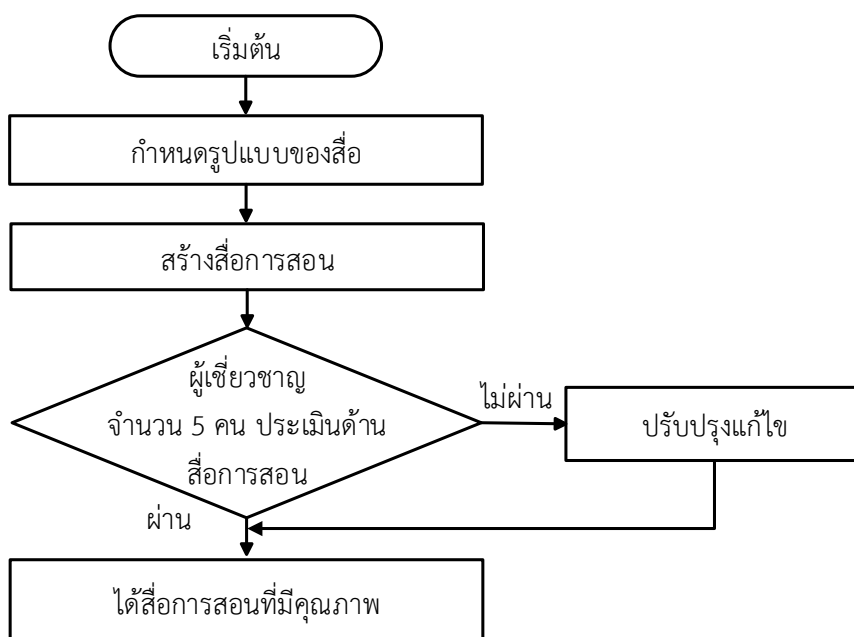 เริ่มต้น
กำหนดรูปแบบของสื่อ
สร้างสื่อการสอน
ผู้เชี่ยวชาญ
จำนวน 5 คน ประเมินด้าน
สื่อการสอน
ไม่ผ่าน
ปรับปรุงแก้ไข
ผ่าน
ได้สื่อการสอนที่มีคุณภาพ